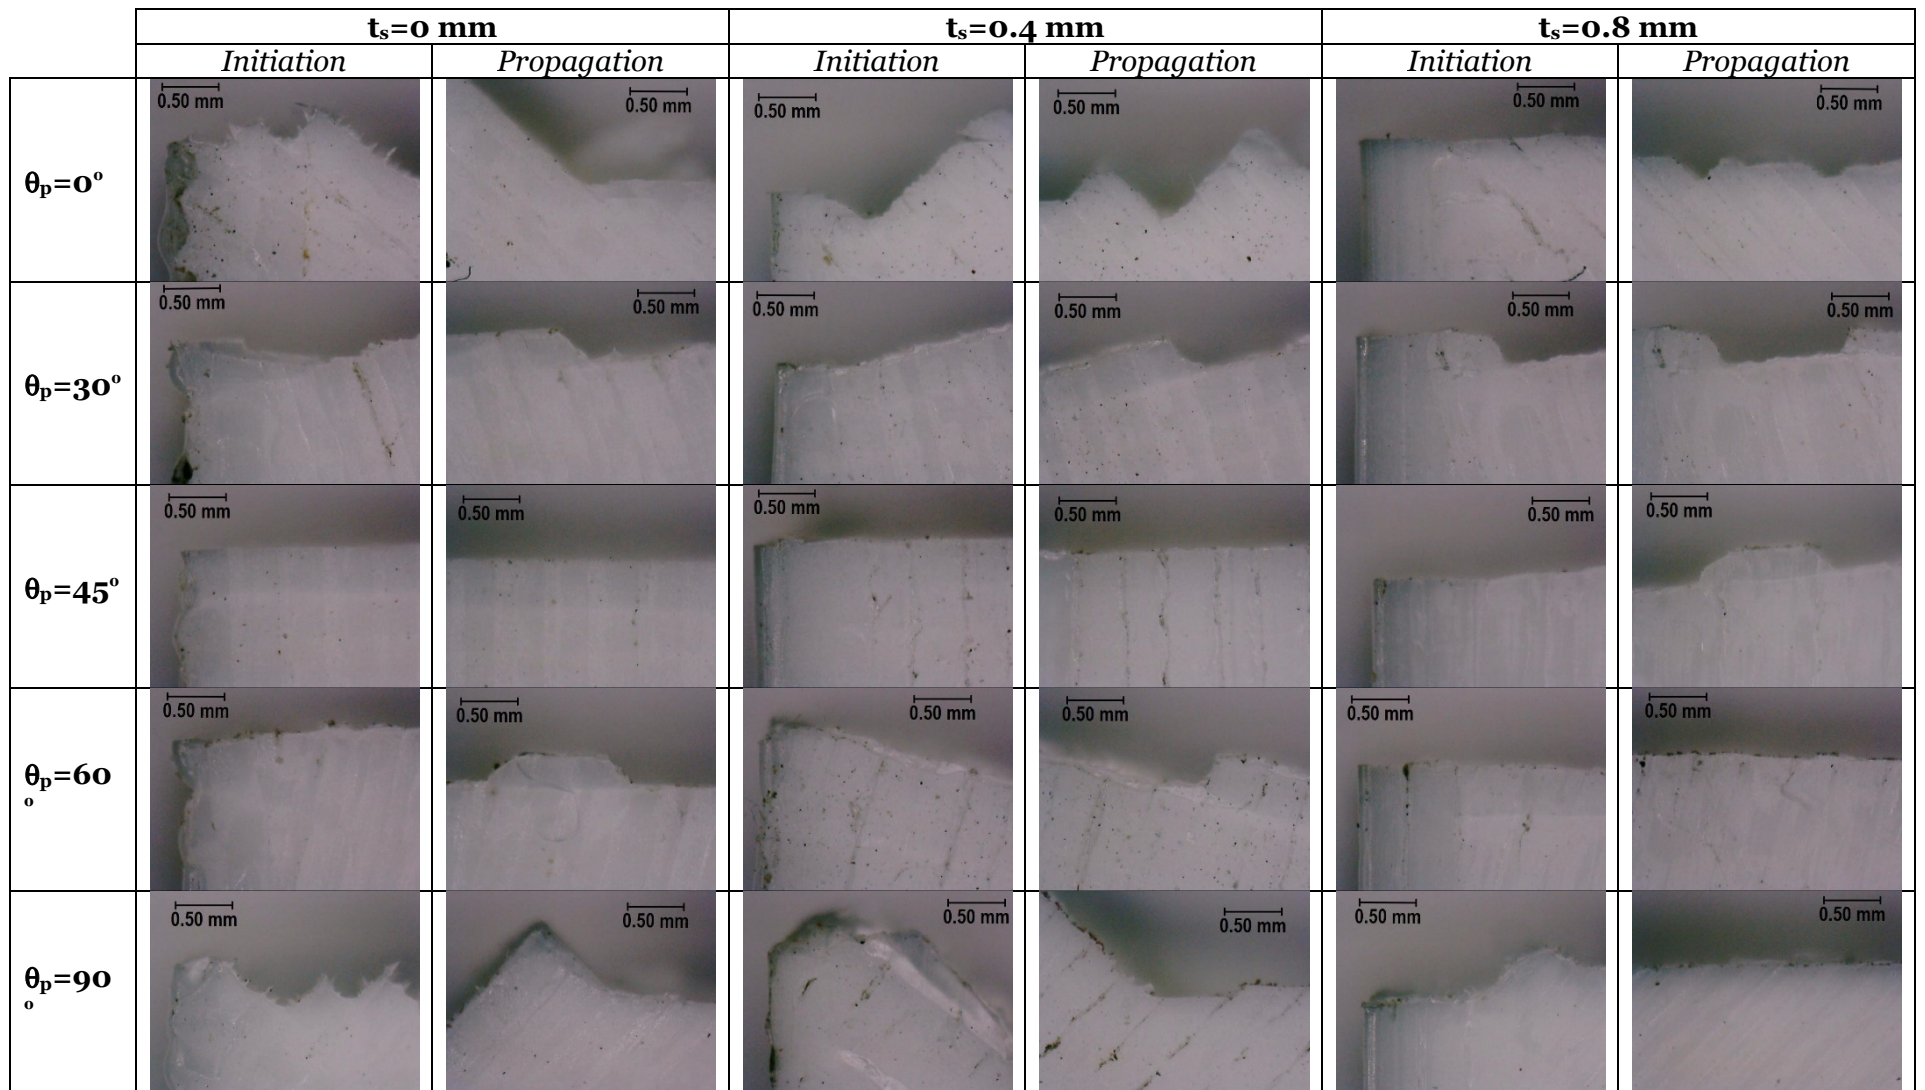 tₛ=0 mm tₛ=0.4 mm tₛ=0.8 mm
Initiation Propagation Initiation Propagation Initiation Propagation
θₚ=0° 0.50 mm 0.50 mm 0.50 mm 0.50 mm 0.50 mm 0.50 mm
θₚ=30° 0.50 mm 0.50 mm 0.50 mm 0.50 mm 0.50 mm 0.50 mm
θₚ=45° 0.50 mm 0.50 mm 0.50 mm 0.50 mm 0.50 mm 0.50 mm
θₚ=60° 0.50 mm 0.50 mm 0.50 mm 0.50 mm 0.50 mm 0.50 mm
θₚ=90° 0.50 mm 0.50 mm 0.50 mm 0.50 mm 0.50 mm 0.50 mm